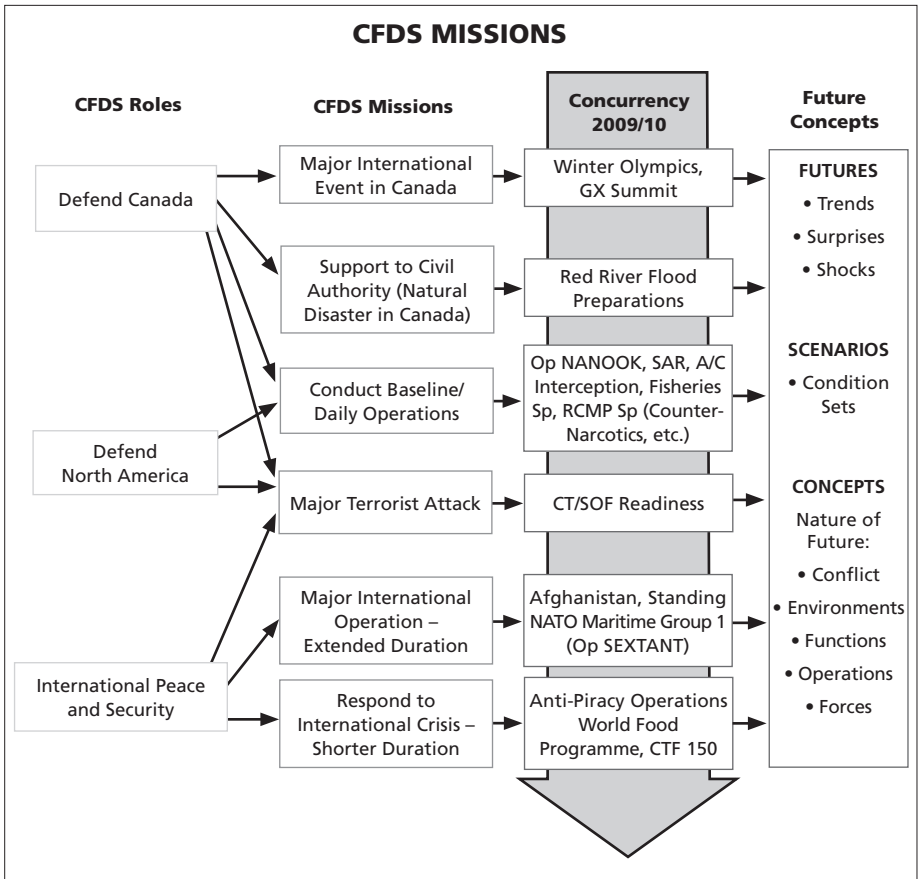 CFDS MISSIONS
CFDS Roles
Defend Canada
Defend
North America
International Peace
and Security
CFDS Missions
Major International
Event in Canada
Support to Civil
Authority (Natural
Disaster in Canada)
Conduct Baseline/
Daily Operations
Major Terrorist Attack
Major International
Operation –
Extended Duration
Respond to
International Crisis –
Shorter Duration
Concurrency
2009/10
Winter Olympics,
GX Summit
Red River Flood
Preparations
Op NANOOK, SAR, A/C
Interception, Fisheries
Sp, RCMP Sp (Counter-
Narcotics, etc.)
CT/SOF Readiness
Afghanistan, Standing
NATO Maritime Group 1
(Op SEXTANT)
Anti-Piracy Operations
World Food
Programme, CTF 150
Future
Concepts
FUTURES
• Trends
• Surprises
• Shocks
SCENARIOS
• Condition
Sets
CONCEPTS
Nature of
Future:
• Conflict
• Environments
• Functions
• Operations
• Forces